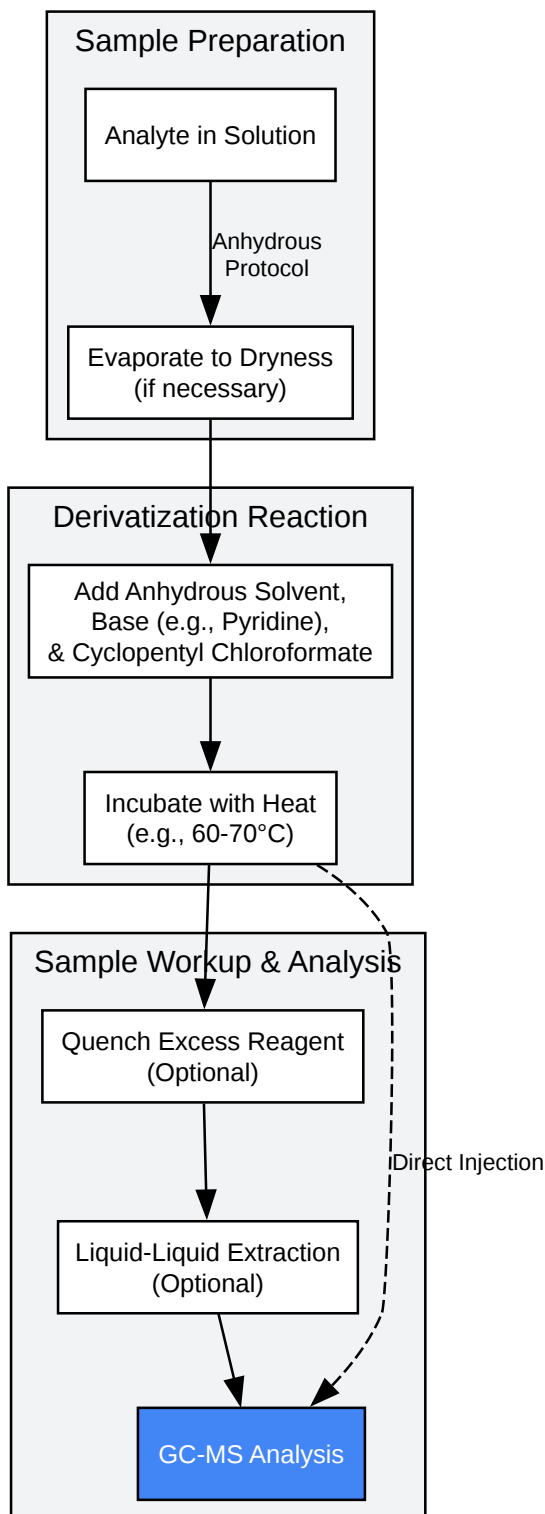 Sample Preparation
Analyte in Solution
Anhydrous
Protocol
Evaporate to Dryness
(if necessary)
Derivatization Reaction
Add Anhydrous Solvent,
Base (e.g., Pyridine),
& Cyclopentyl Chloroformate
Incubate with Heat
(e.g., 60-70°C)
Sample Workup & Analysis
Quench Excess Reagent
(Optional)
Direct Injection
Liquid-Liquid Extraction
(Optional)
GC-MS Analysis